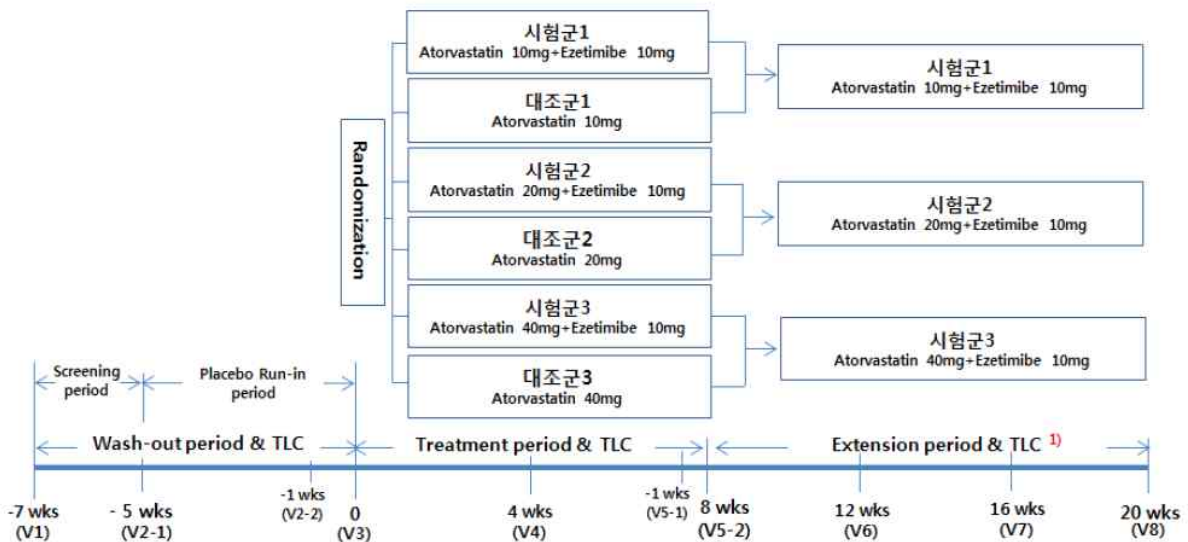 시험군1
Atorvastatin 10mg+Ezetimibe 10mg
대조군1
Atorvastatin 10mg
시험군2
Atorvastatin 20mg+Ezetimibe 10mg
대조군2
Atorvastatin 20mg
시험군3
Atorvastatin 40mg+Ezetimibe 10mg
대조군3
Atorvastatin 40mg
Randomization
시험군1
Atorvastatin 10mg+Ezetimibe 10mg
시험군2
Atorvastatin 20mg+Ezetimibe 10mg
시험군3
Atorvastatin 40mg+Ezetimibe 10mg
Screening
period
Placebo Run-in
period
Wash-out period & TLC
Treatment period & TLC
Extension period & TLC 1)
-7 wks
(V1)
- 5 wks
(V2-1)
-1 wks
(V2-2)
0
(V3)
4 wks
(V4)
-1 wks
(V5-1)
8 wks
(V5-2)
12 wks
(V6)
16 wks
(V7)
20 wks
(V8)